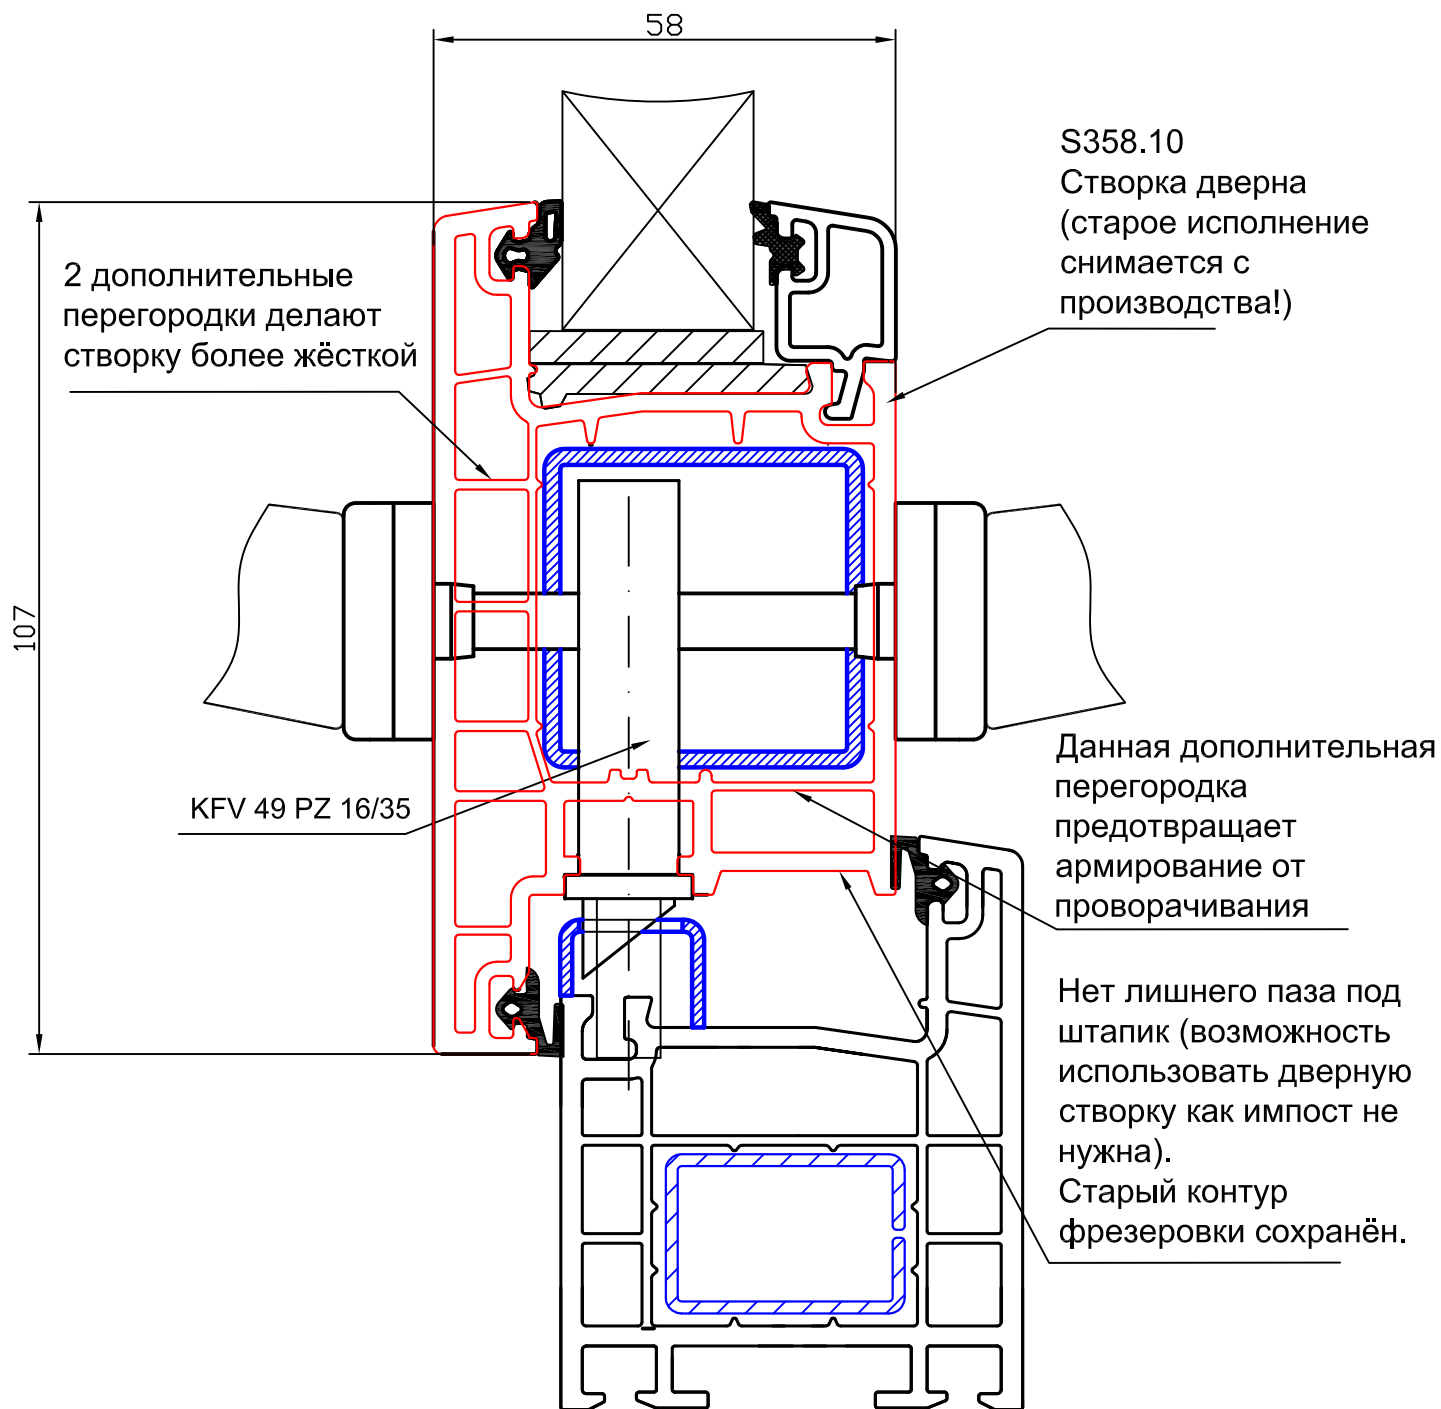 58
S358.10
Створка дверна
(старое исполнение
снимается с
производства!)
2 дополнительные
перегородки делают
створку более жёсткой
107
KFV 49 PZ 16/35
Данная дополнительная
перегородка
предотвращает
армирование от
проворачивания
Нет лишнего паза под
штапик (возможность
использовать дверную
створку как импост не
нужна).
Старый контур
фрезеровки сохранён.